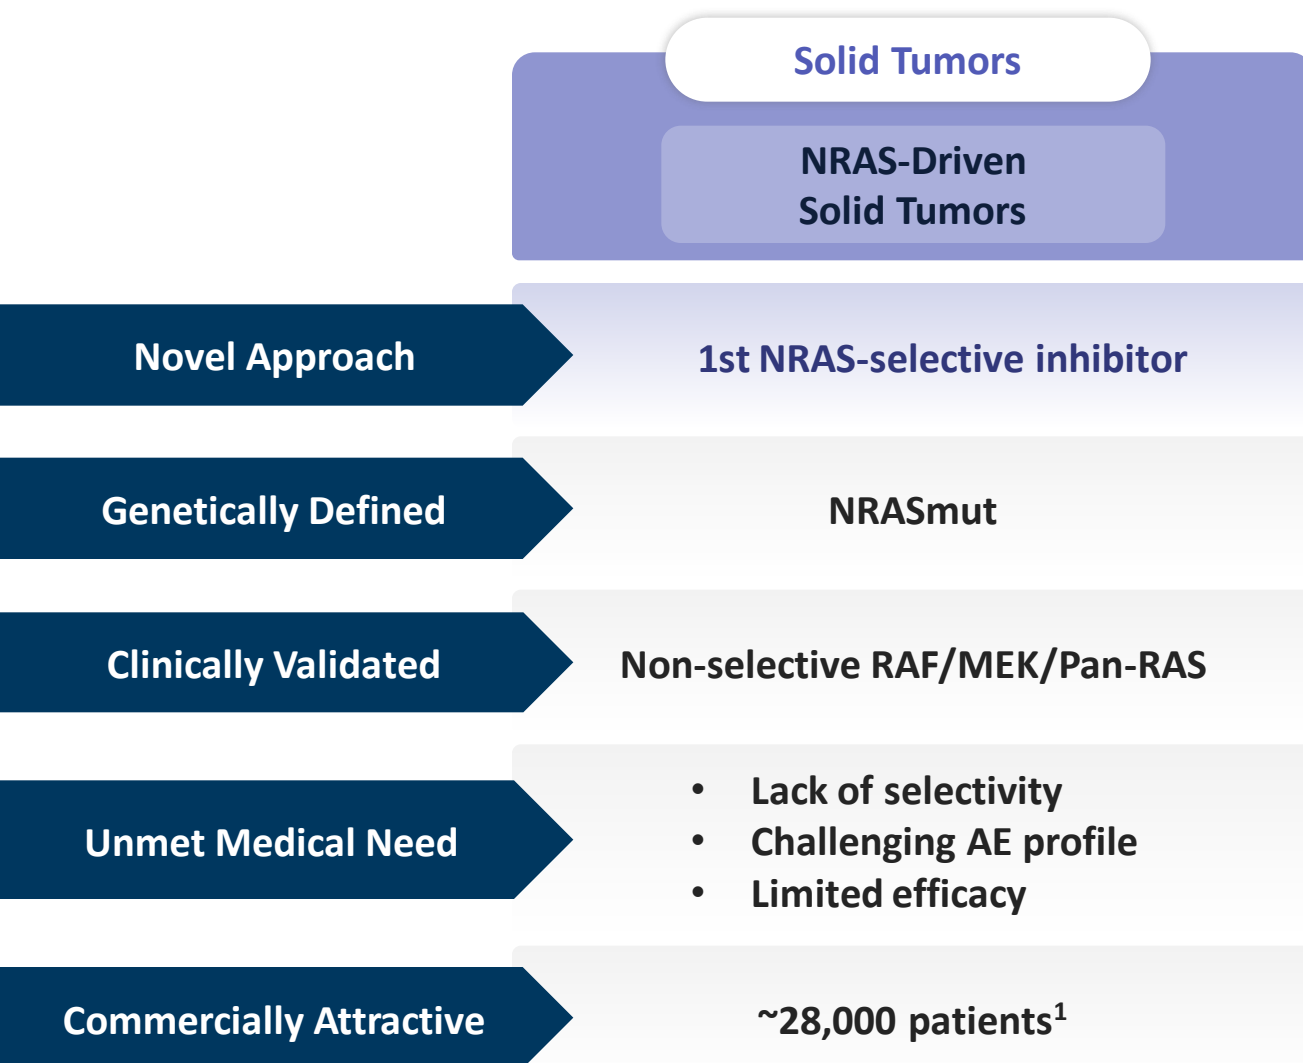 Solid Tumors
NRAS-Driven
Solid Tumors
Novel Approach
1st NRAS-selective inhibitor
Genetically Defined
NRASmut
Clinically Validated
Non-selective RAF/MEK/Pan-RAS
Unmet Medical Need
• Lack of selectivity
• Challenging AE profile
• Limited efficacy
Commercially Attractive
~28,000 patients¹